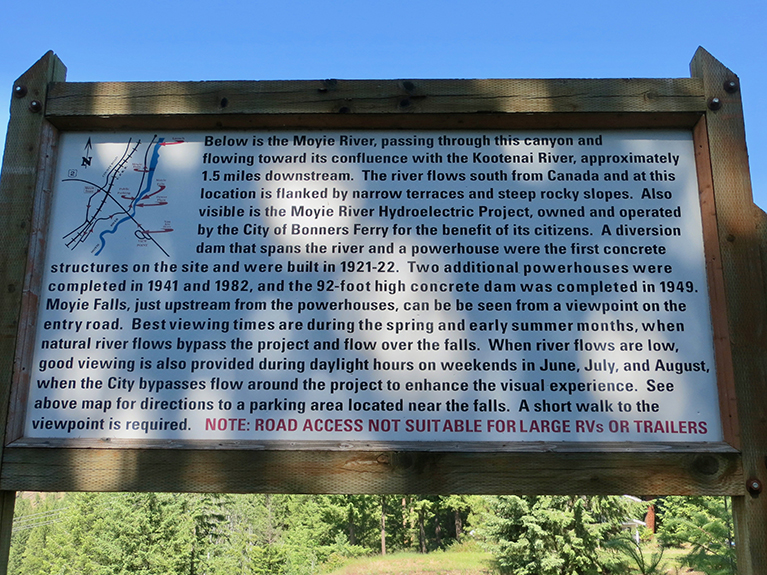 N
2
Below is the Moyie River, passing through this canyon and
flowing toward its confluence with the Kootenai River, approximately
1.5 miles downstream. The river flows south from Canada and at this
location is flanked by narrow terraces and steep rocky slopes. Also
visible is the Moyie River Hydroelectric Project, owned and operated
by the City of Bonners Ferry for the benefit of its citizens. A diversion
dam that spans the river and a powerhouse were the first concrete
structures on the site and were built in 1921-22. Two additional powerhouses were
completed in 1941 and 1982, and the 92-foot high concrete dam was completed in 1949.
Moyie Falls, just upstream from the powerhouses, can be be seen from a viewpoint on the
entry road. Best viewing times are during the spring and early summer months, when
natural river flows bypass the project and flow over the falls. When river flows are low,
good viewing is also provided during daylight hours on weekends in June, July, and August,
when the City bypasses flow around the project to enhance the visual experience. See
above map for directions to a parking area located near the falls. A short walk to the
viewpoint is required. NOTE: ROAD ACCESS NOT SUITABLE FOR LARGE RVs OR TRAILERS